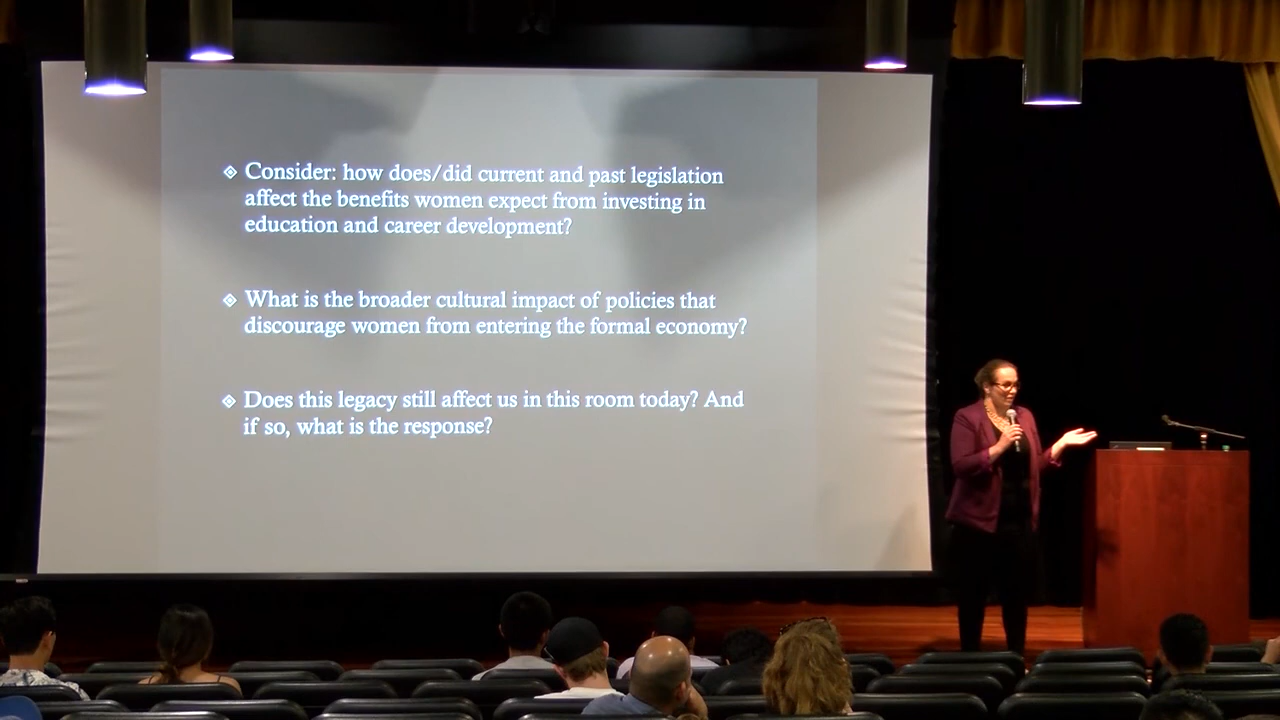 Consider: how does/did current and past legislation
affect the benefits women expect from investing in
education and career development?
What is the broader cultural impact of policies that
discourage women from entering the formal economy?
Does this legacy still affect us in this room today? And
if so, what is the response?